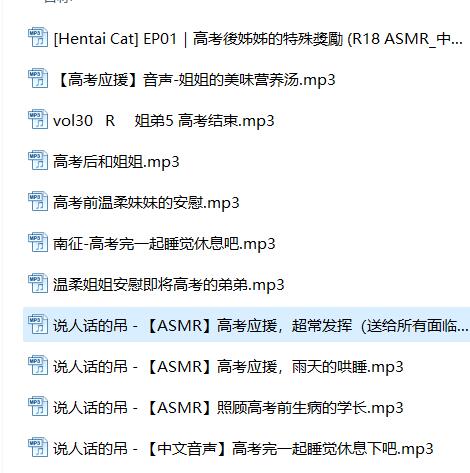 [Hentai Cat] EP01 | 高考後姊姊的特殊獎勵 (R18 ASMR_中...
【高考应援】音声-姐姐的美味营养汤.mp3
vol30 R 姐弟5 高考结束.mp3
高考后和姐姐.mp3
高考前温柔妹妹的安慰.mp3
南征-高考完一起睡觉休息吧.mp3
温柔姐姐安慰即将高考的弟弟.mp3
说人话的吊 - 【ASMR】高考应援，超常发挥（送给所有面临...
说人话的吊 - 【ASMR】高考应援，雨天的哄睡.mp3
说人话的吊 - 【ASMR】照顾高考前生病的学长.mp3
说人话的吊 - 【中文音声】高考完一起睡觉休息下吧.mp3